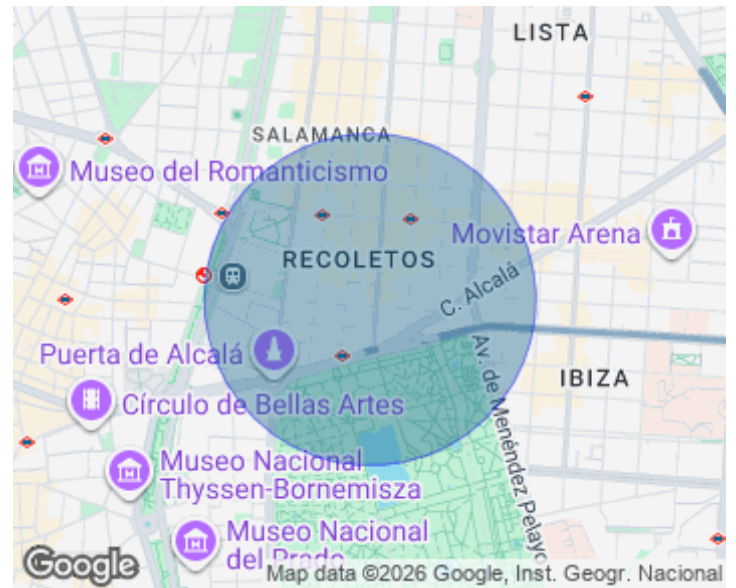 LISTA
SALAMANCA
Museo del Romanticismo
Movistar Arena
RECOLETOS
C. Alcalá
Puerta de Alcalá
Av. de Menéndez Pelayo
IBIZA
Círculo de Bellas Artes
Museo Nacional
Thyssen-Bornemisza
Museo Nacional
del Prado
Google
Map data ©2026 Google, Inst. Geogr. Nacional